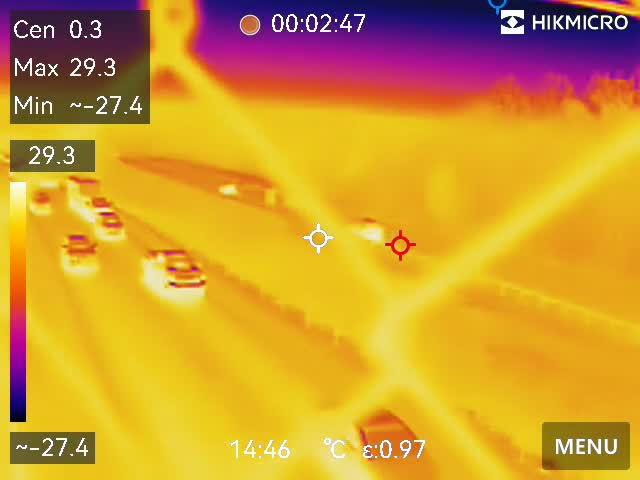 Cen 0.3
00:02:47
HIKMICRO
Max 29.3
Min ~-27.4
29.3
~-27.4
14:46 ℃ ε:0.97
MENU